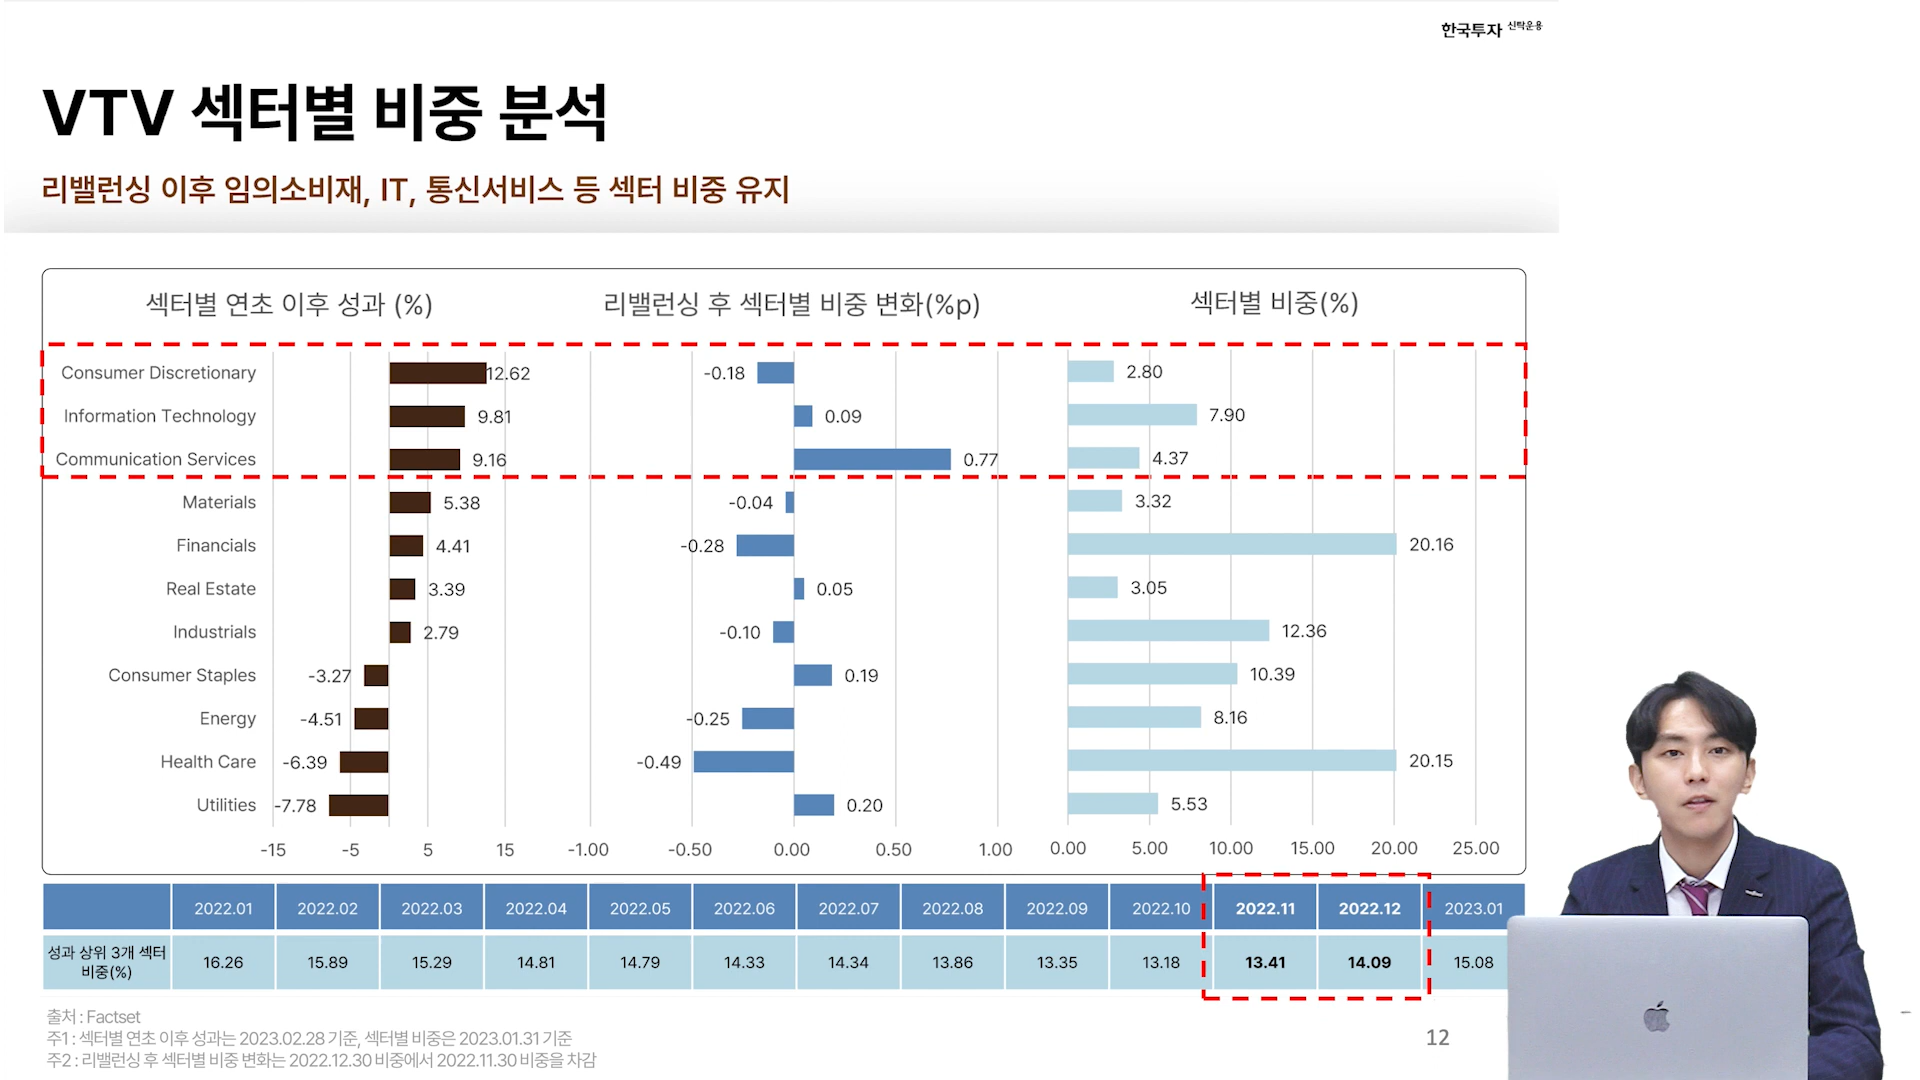 한국투자 신탁운용
VTV 섹터별 비중 분석
리밸런싱 이후 임의소비재, IT, 통신서비스 등 섹터 비중 유지
섹터별 연초 이후 성과 (%) 리밸런싱 후 섹터별 비중 변화(%p) 섹터별 비중(%)
Consumer Discretionary 12.62 -0.18 2.80
Information Technology 9.81 0.09 7.90
Communication Services 9.16 0.77 4.37
Materials 5.38 -0.04 3.32
Financials 4.41 -0.28 20.16
Real Estate 3.39 0.05 3.05
Industrials 2.79 -0.10 12.36
Consumer Staples -3.27 0.19 10.39
Energy -4.51 -0.25 8.16
Health Care -6.39 -0.49 20.15
Utilities -7.78 0.20 5.53
-15 -5 5 15 -1.00 -0.50 0.00 0.50 1.00 0.00 5.00 10.00 15.00 20.00 25.00
2022.01 2022.02 2022.03 2022.04 2022.05 2022.06 2022.07 2022.08 2022.09 2022.10 2022.11 2022.12 2023.01
성과 상위 3개 섹터
비중(%)
16.26 15.89 15.29 14.81 14.79 14.33 14.34 13.86 13.35 13.18 13.41 14.09 15.08
출처 : Factset
주1 : 섹터별 연초 이후 성과는 2023.02.28 기준, 섹터별 비중은 2023.01.31 기준
주2 : 리밸런싱 후 섹터별 비중 변화는 2022.12.30 비중에서 2022.11.30 비중을 차감
12